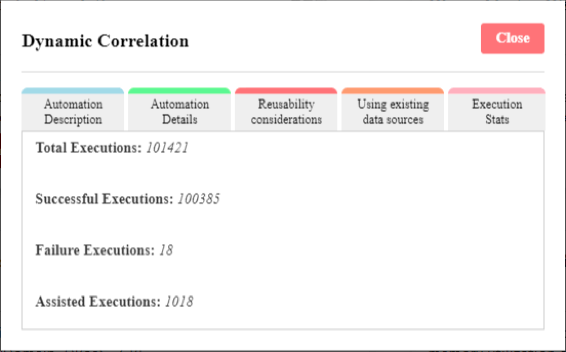 Dynamic Correlation
Close
Automation
Description
Automation
Details
Reusability
considerations
Using existing
data sources
Execution
Stats
Total Executions: 101421
Successful Executions: 100385
Failure Executions: 18
Assisted Executions: 1018